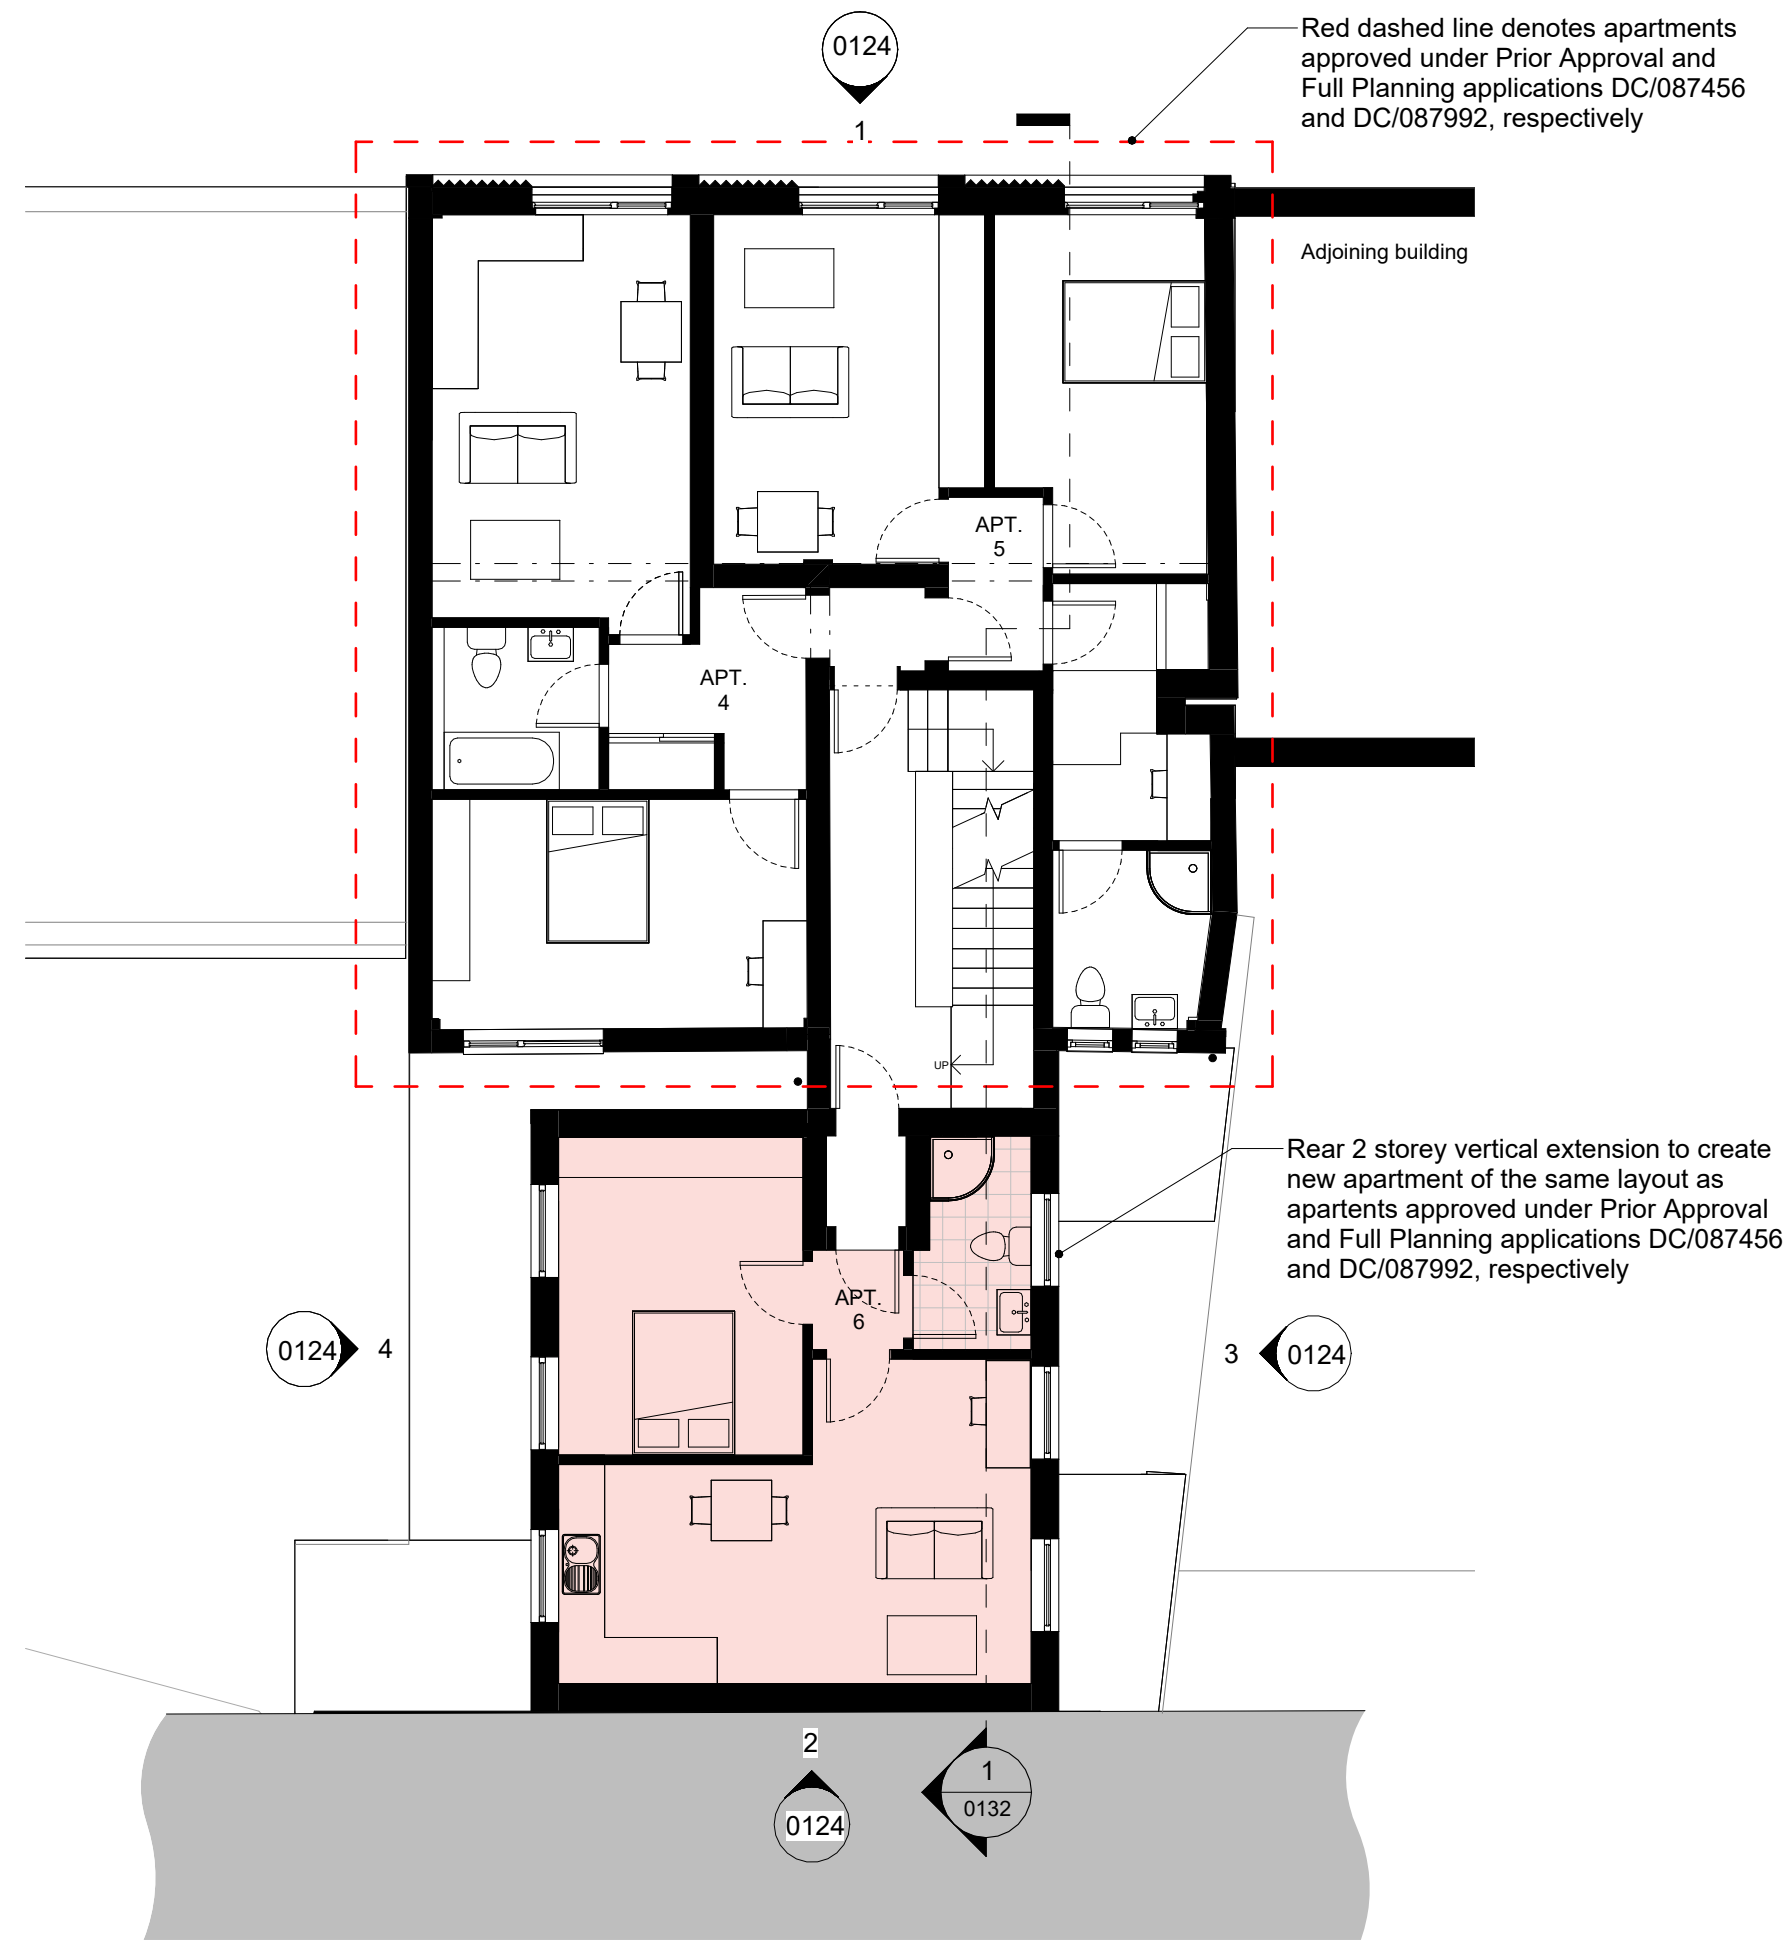 0124
1
Red dashed line denotes apartments
approved under Prior Approval and
Full Planning applications DC/087456
and DC/087992, respectively
Adjoining building
APT.
5
APT.
4
UP
Rear 2 storey vertical extension to create
new apartment of the same layout as
apartents approved under Prior Approval
and Full Planning applications DC/087456
and DC/087992, respectively
APT.
6
0124
4
3
0124
2
0124
1
0132